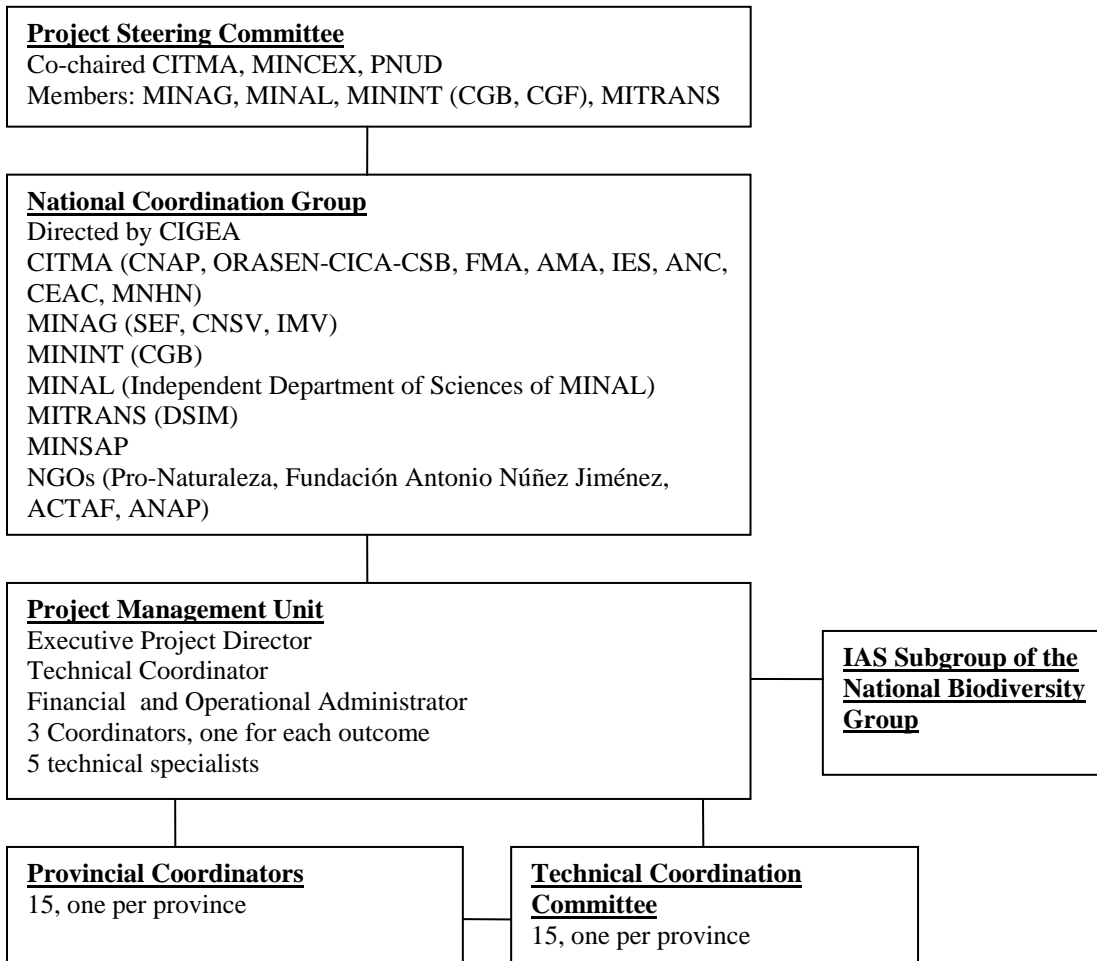 Project Steering Committee
Co-chaired CITMA, MINCEX, PNUD
Members: MINAG, MINAL, MININT (CGB, CGF), MITRANS
National Coordination Group
Directed by CIGEA
CITMA (CNAP, ORASEN-CICA-CSB, FMA, AMA, IES, ANC,
CEAC, MNHN)
MINAG (SEF, CNSV, IMV)
MININT (CGB)
MINAL (Independent Department of Sciences of MINAL)
MITRANS (DSIM)
MINSAP
NGOs (Pro-Naturaleza, Fundación Antonio Núñez Jiménez,
ACTAF, ANAP)
Project Management Unit
Executive Project Director
Technical Coordinator
Financial  and Operational Administrator
3 Coordinators, one for each outcome
5 technical specialists
IAS Subgroup of the
National Biodiversity
Group
Provincial Coordinators
15, one per province
Technical Coordination
Committee
15, one per province